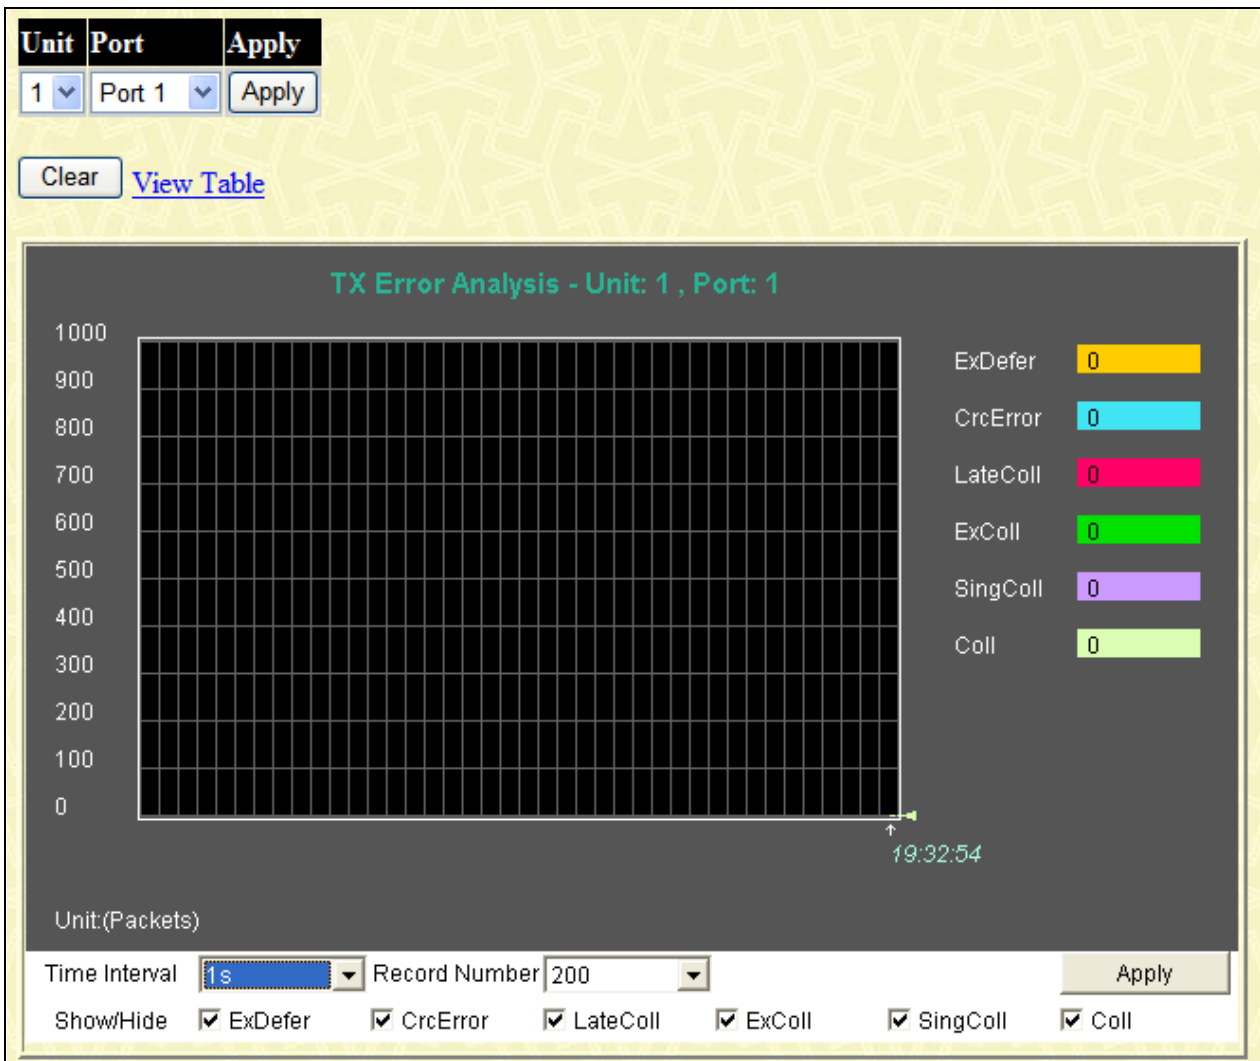 Unit Port Apply
1 Port 1 Apply
Clear View Table
TX Error Analysis - Unit: 1 , Port: 1
1000
900
800
700
600
500
400
300
200
100
0
ExDefer 0
CrcError 0
LateColl 0
ExColl 0
SingColl 0
Coll 0
19:32:54
Unit:(Packets)
Time Interval 1s Record Number 200 Apply
Show/Hide ExDefer CrcError LateColl ExColl SingColl Coll